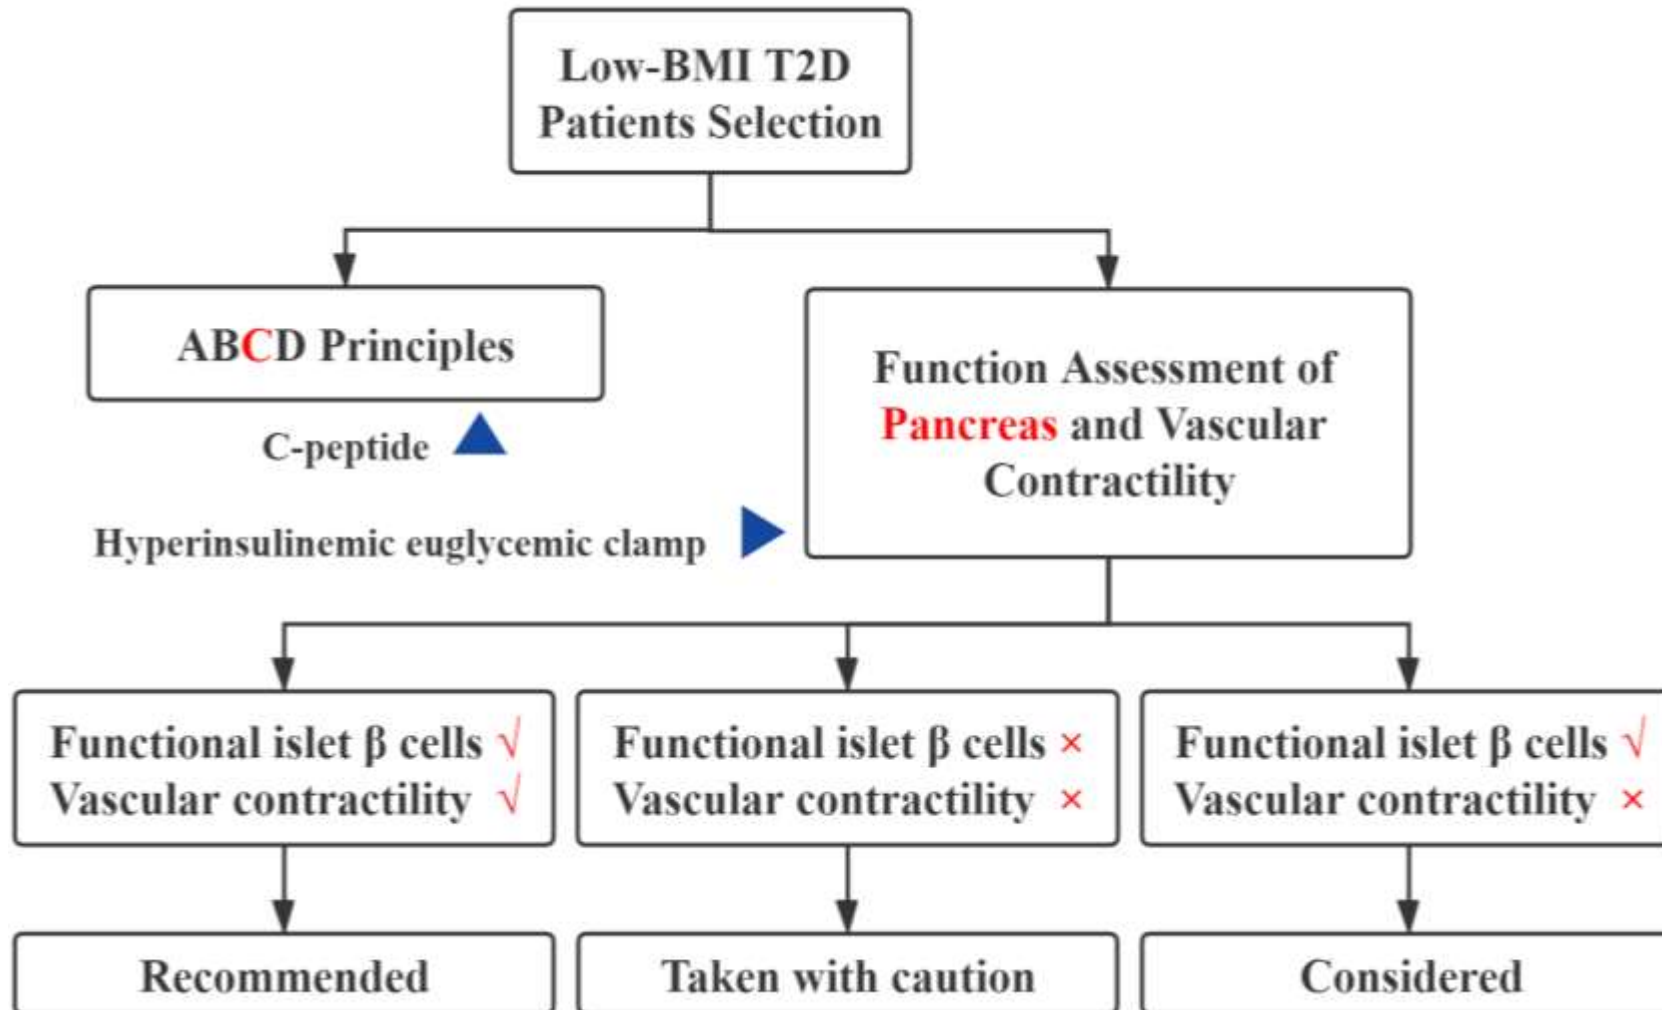 Low-BMI T2D
Patients Selection
ABCD Principles
C-peptide
Function Assessment of
Pancreas and Vascular
Contractility
Hyperinsulinemic euglycemic clamp
Functional islet β cells √
Vascular contractility √
Functional islet β cells ×
Vascular contractility ×
Functional islet β cells √
Vascular contractility ×
Recommended
Taken with caution
Considered